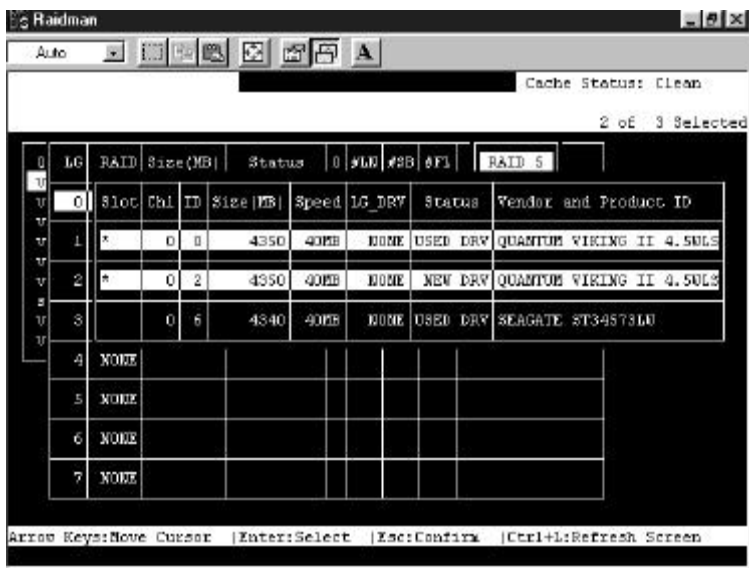 Raidman
Auto
A
Cache Status: Clean
2 of 3 Selected
Q LG RAID Size(MB) Status O #LN #SB #FL RAID 5
v 0 Slot Chl ID Size|MB| Speed LG_DRV Status Vendor and Product ID
v 1 * 0 0 4350 40MB NONE USED DRV QUANTUM VIKING II 4.5WLS
v 2 * 0 2 4350 40MB NONE NEW DRV QUANTUM VIKING II 4.5WLS
s
v 3 0 6 4340 40MB NONE USED DRV SEAGATE ST34573LW
v
4 NONE
5 NONE
6 NONE
7 NONE
Arrow Keys:Move Cursor |Enter:Select |Esc:Confirm |Ctrl+L:Refresh Screen